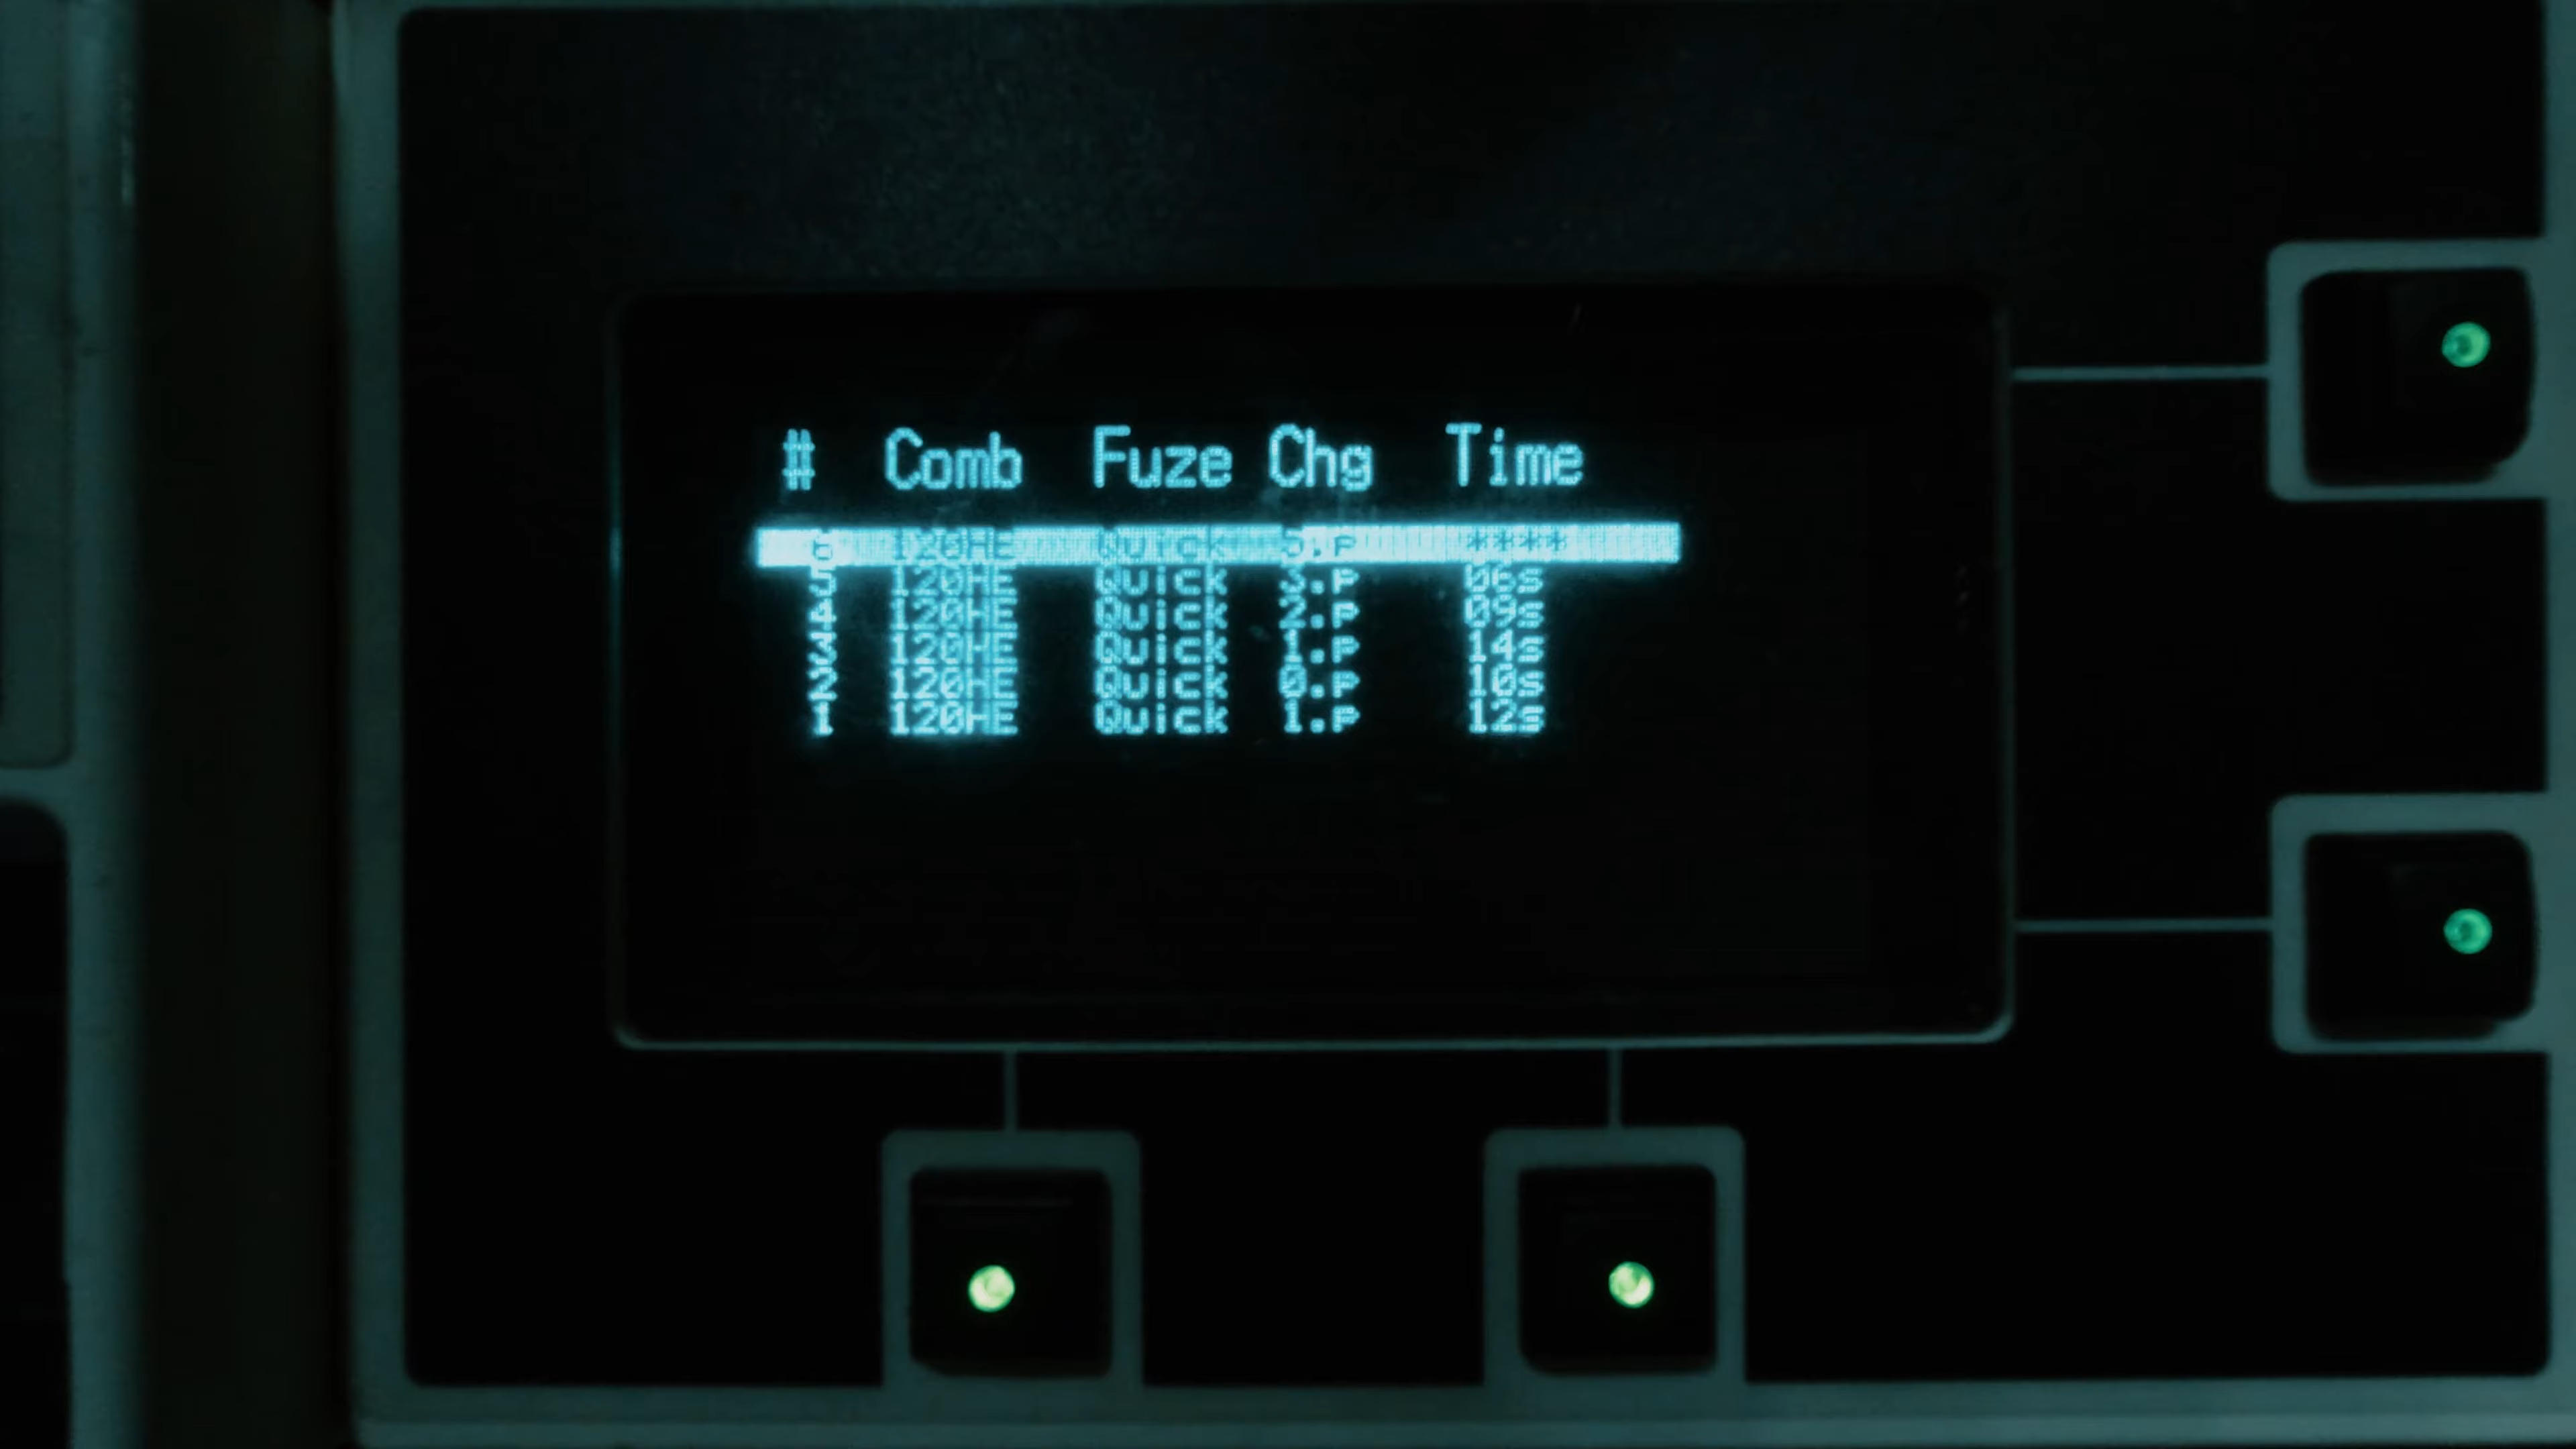 # Comb Fuze Chg Time
6 120HE Quick 3.P ****
5 120HE Quick 3.P 06s
4 120HE Quick 2.P 09s
3 120HE Quick 1.P 14s
2 120HE Quick 0.P 10s
1 120HE Quick 1.P 12s